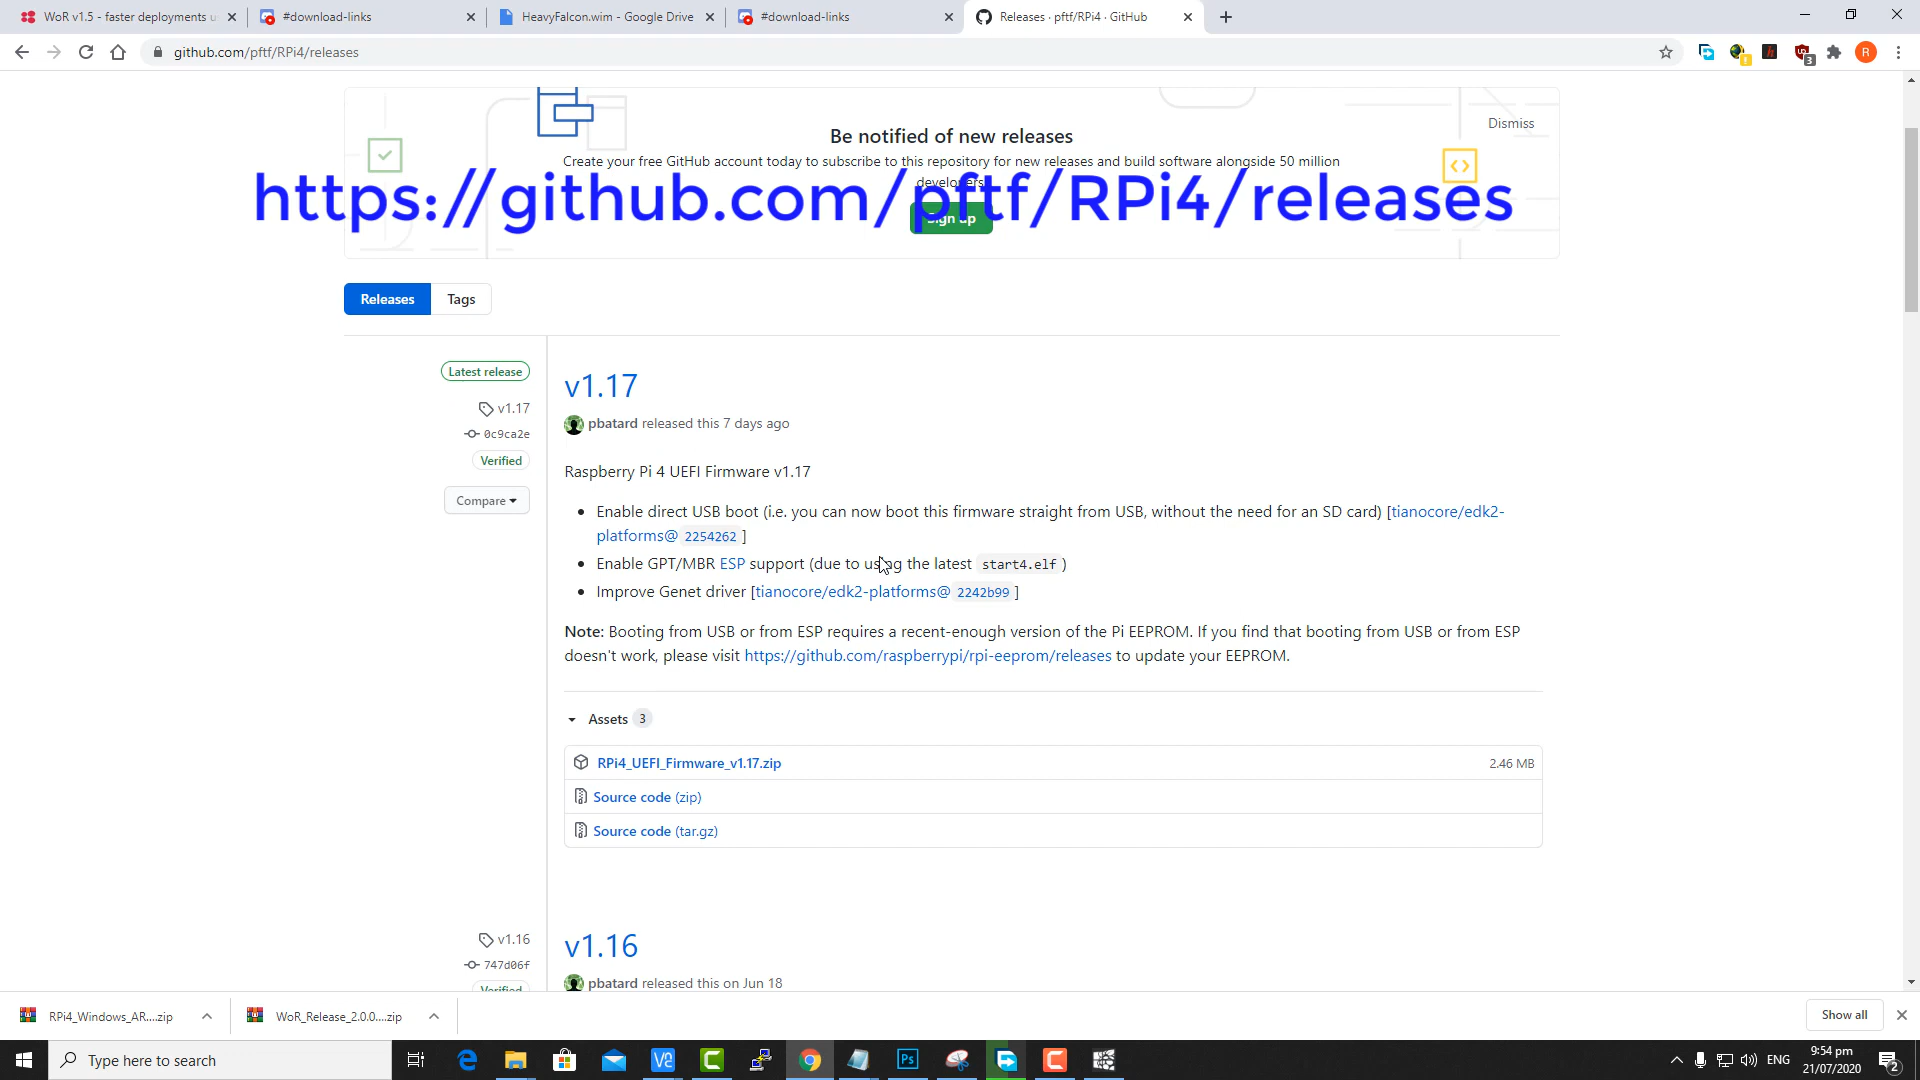 WoR v1.5 - faster deployments u
#download-links
HeavyFalcon.wim - Google Drive
#download-links
Releases · pftf/RPi4 · GitHub
github.com/pftf/RPi4/releases
3
R
Be notified of new releases
Dismiss
Create your free GitHub account today to subscribe to this repository for new releases and build software alongside 50 million
developers.
https://github.com/pftf/RPi4/releases
Sign up
Releases
Tags
Latest release
v1.17
0c9ca2e
Verified
Compare
v1.17
pbatard released this 7 days ago
Raspberry Pi 4 UEFI Firmware v1.17
• Enable direct USB boot (i.e. you can now boot this firmware straight from USB, without the need for an SD card) [tianocore/edk2-
platforms@ 2254262 ]
• Enable GPT/MBR ESP support (due to using the latest start4.elf )
• Improve Genet driver [tianocore/edk2-platforms@ 2242b99 ]
Note: Booting from USB or from ESP requires a recent-enough version of the Pi EEPROM. If you find that booting from USB or from ESP
doesn't work, please visit https://github.com/raspberrypi/rpi-eeprom/releases to update your EEPROM.
Assets 3
RPi4_UEFI_Firmware_v1.17.zip
2.46 MB
Source code (zip)
Source code (tar.gz)
v1.16
747d06f
Verified
v1.16
pbatard released this on Jun 18
RPi4_Windows_AR....zip
WoR_Release_2.0.0....zip
Show all
Type here to search
Ps
ENG
9:54 pm
21/07/2020
2